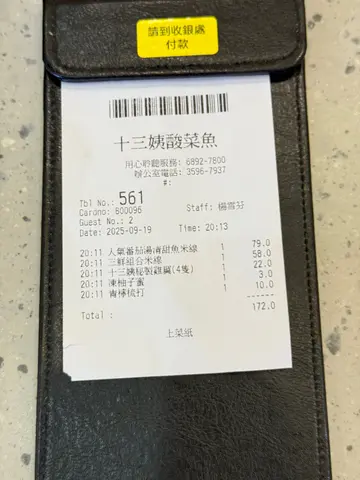 請到收銀處
付款
十三姨酸菜魚
用心聆聽服務: 6892-7800
辦公室電話: 3596-7937
#:
Tbl No.: 561
Cardno: 600096
Staff: 楊雪芬
Guest No.: 2
Date: 2025-09-19 Time: 20:13
20:11 人氣番茄湯清甜魚米線 1 79.0
20:11 三鮮組合米線 1 58.0
20:11 十三姨秘製雞翼(4隻) 1 22.0
20:11 凍柚子蜜 1 3.0
20:11 青檸梳打 1 10.0
------
Total : 172.0
上菜紙